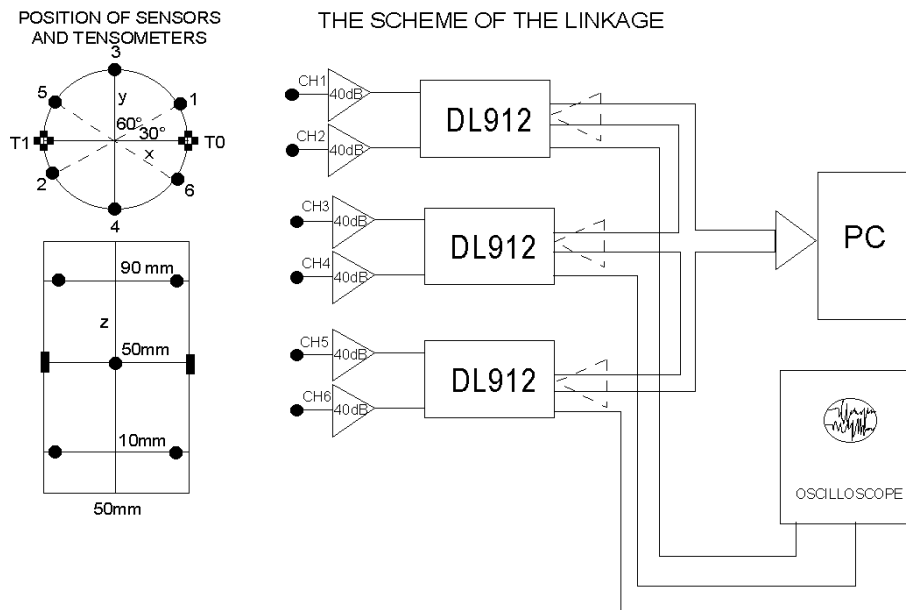 POSITION OF SENSORS
AND TENSOMETERS
3
5
1
y
60°
30°
T1
T0
x
2
6
4
90 mm
z
50mm
10mm
50mm
THE SCHEME OF THE LINKAGE
CH1
40dB
DL912
CH2
40dB
CH3
40dB
DL912
CH4
40dB
CH5
40dB
DL912
CH6
40dB
PC
OSCILLOSCOPE